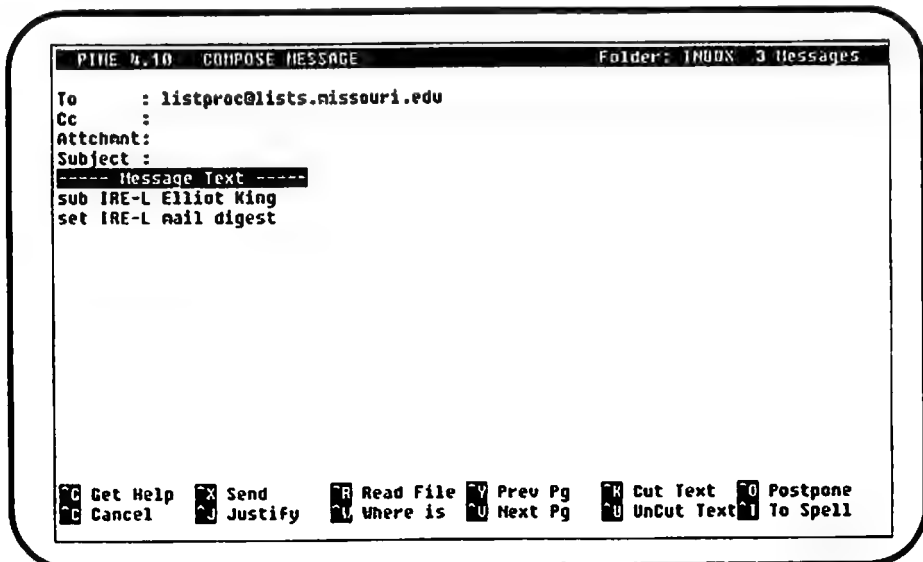 PINE 4.10 COMPOSE MESSAGE Folder: INBOX 3 Messages
To : listproc@lists.missouri.edu
Cc :
Attchmnt:
Subject :
----- Message Text -----
sub IRE-L Elliot King
set IRE-L mail digest
^G Get Help ^X Send ^R Read File ^Y Prev Pg ^K Cut Text ^O Postpone
^C Cancel ^J Justify ^W Where is ^V Next Pg ^U UnCut Text ^T To Spell